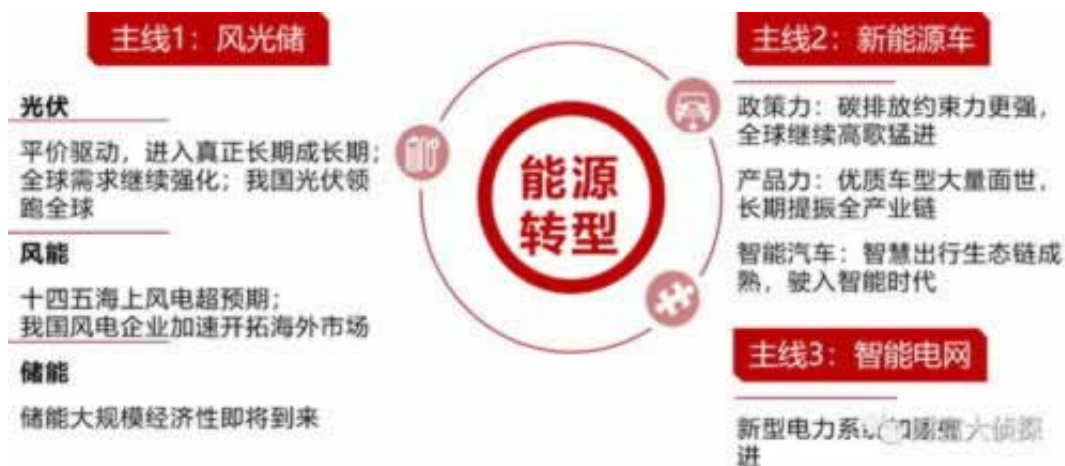 主线1：风光储
光伏
平价驱动，进入真正长期成长期；
全球需求继续强化；我国光伏领
跑全球
风能
十四五海上风电超预期；
我国风电企业加速开拓海外市场
储能
储能大规模经济性即将到来
能源
转型
主线2：新能源车
政策力：碳排放约束力更强，
全球继续高歌猛进
产品力：优质车型大量面世，
长期提振全产业链
智能汽车：智慧出行生态链成
熟，驶入智能时代
主线3：智能电网
新型电力系
进
大侦探